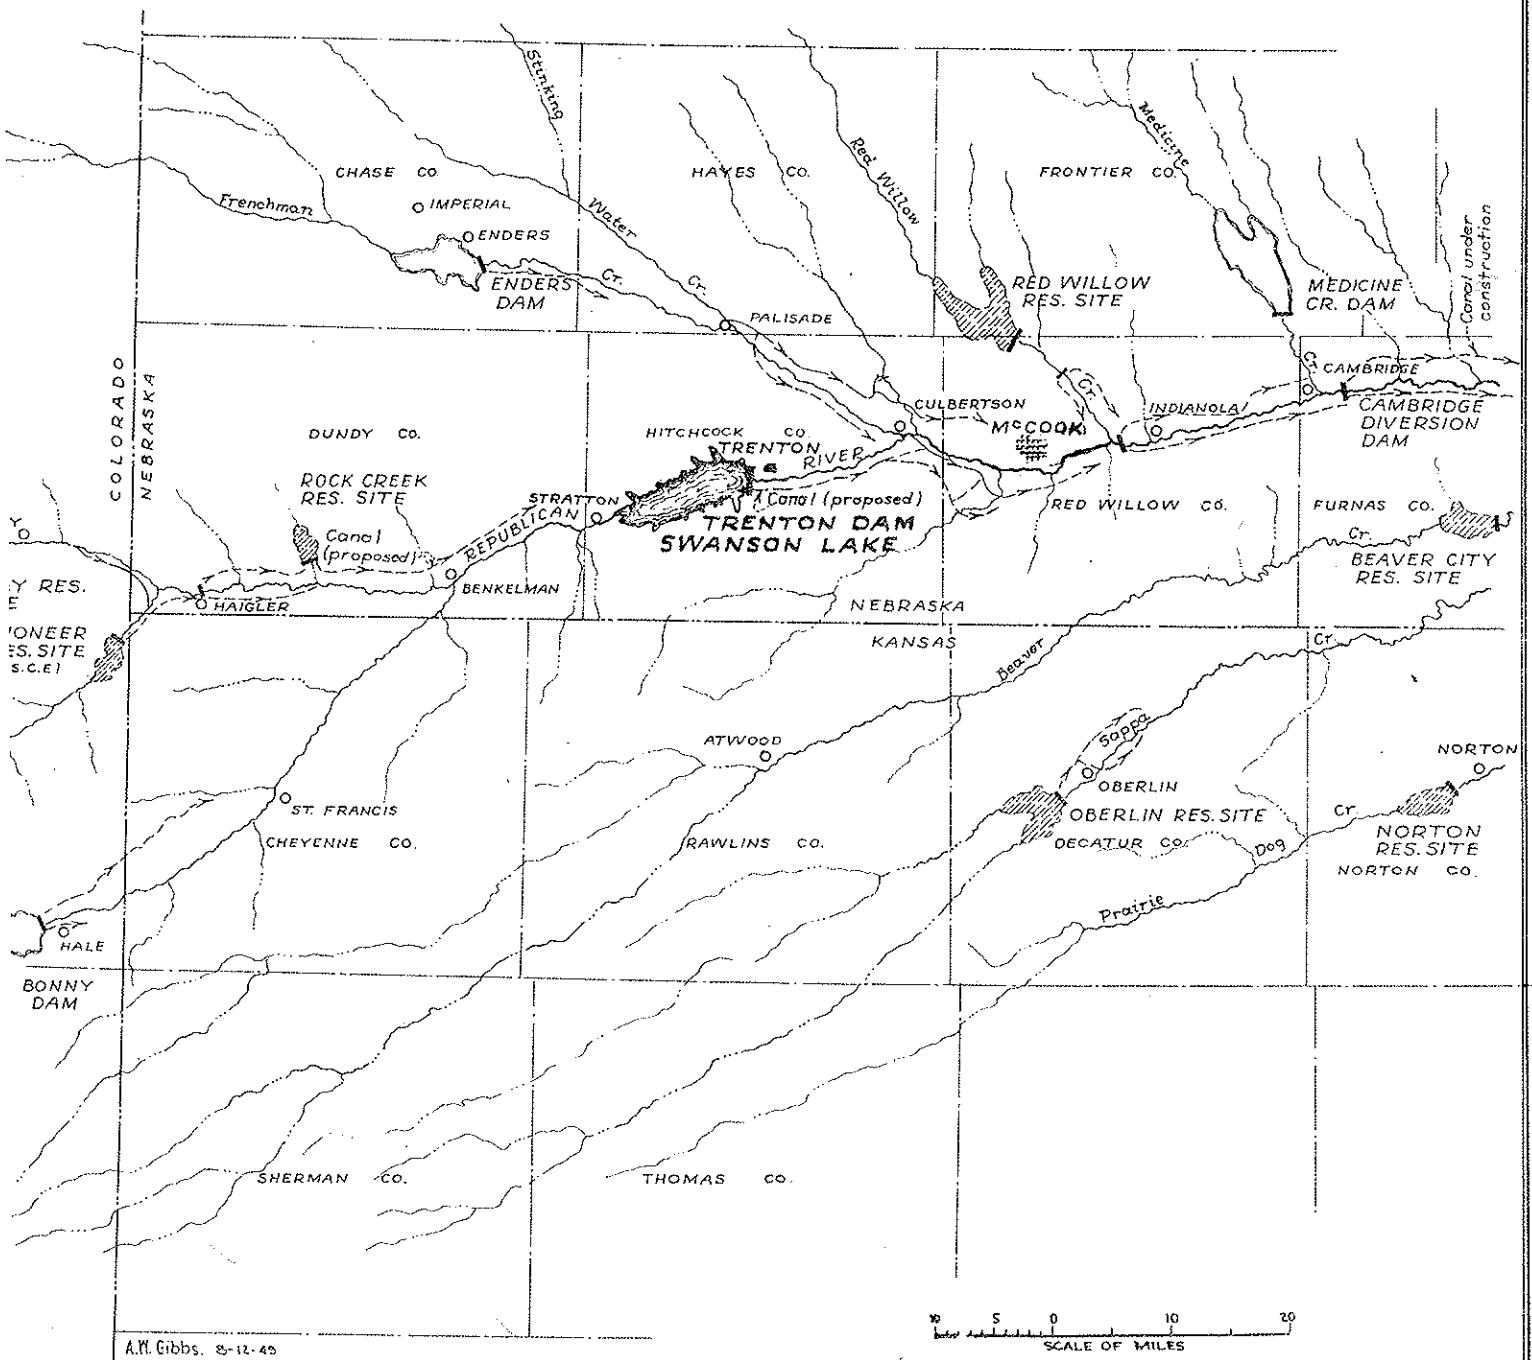 Stinking
Water
Cr.
CHASE CO.
IMPERIAL
Frenchman
ENDERS
ENDERS
DAM
Cr.
HAYES CO.
Red Willow
Cr.
FRONTIER CO.
Medicine
Cr.
RED WILLOW
RES. SITE
MEDICINE
CR. DAM
Canal under
construction
PALISADE
COLORADO
NEBRASKA
DUNDY CO.
HITCHCOCK CO.
CULBERTSON
McCOOK
INDIANOLA
CAMBRIDGE
CAMBRIDGE
DIVERSION
DAM
ROCK CREEK
RES. SITE
Canal
(proposed)
STRATTON
REPUBLICAN
RIVER
TRENTON
Canal (proposed)
TRENTON DAM
SWANSON LAKE
RED WILLOW CO.
FURNAS CO.
Cr.
BEAVER CITY
RES. SITE
Y
Y RES.
E
HAIGLER
BENKELMAN
IONEER
ES. SITE
S.C.E)
NEBRASKA
KANSAS
Beaver
Cr.
Sappa
ATWOOD
NORTON
OBERLIN
OBERLIN RES. SITE
ST. FRANCIS
CHEYENNE CO.
RAWLINS CO.
DECATUR CO.
Prairie
Dog
Cr.
NORTON
RES. SITE
NORTON CO.
HALE
BONNY
DAM
SHERMAN CO.
THOMAS CO.
10 5 0 10 20
SCALE OF MILES
A.W. Gibbs. 8-12-49